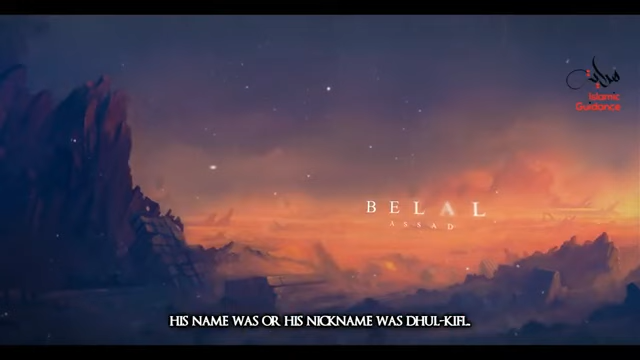 Islamic
Guidance
BELAL
ASSAD
HIS NAME WAS OR HIS NICKNAME WAS DHUL-KIFL..